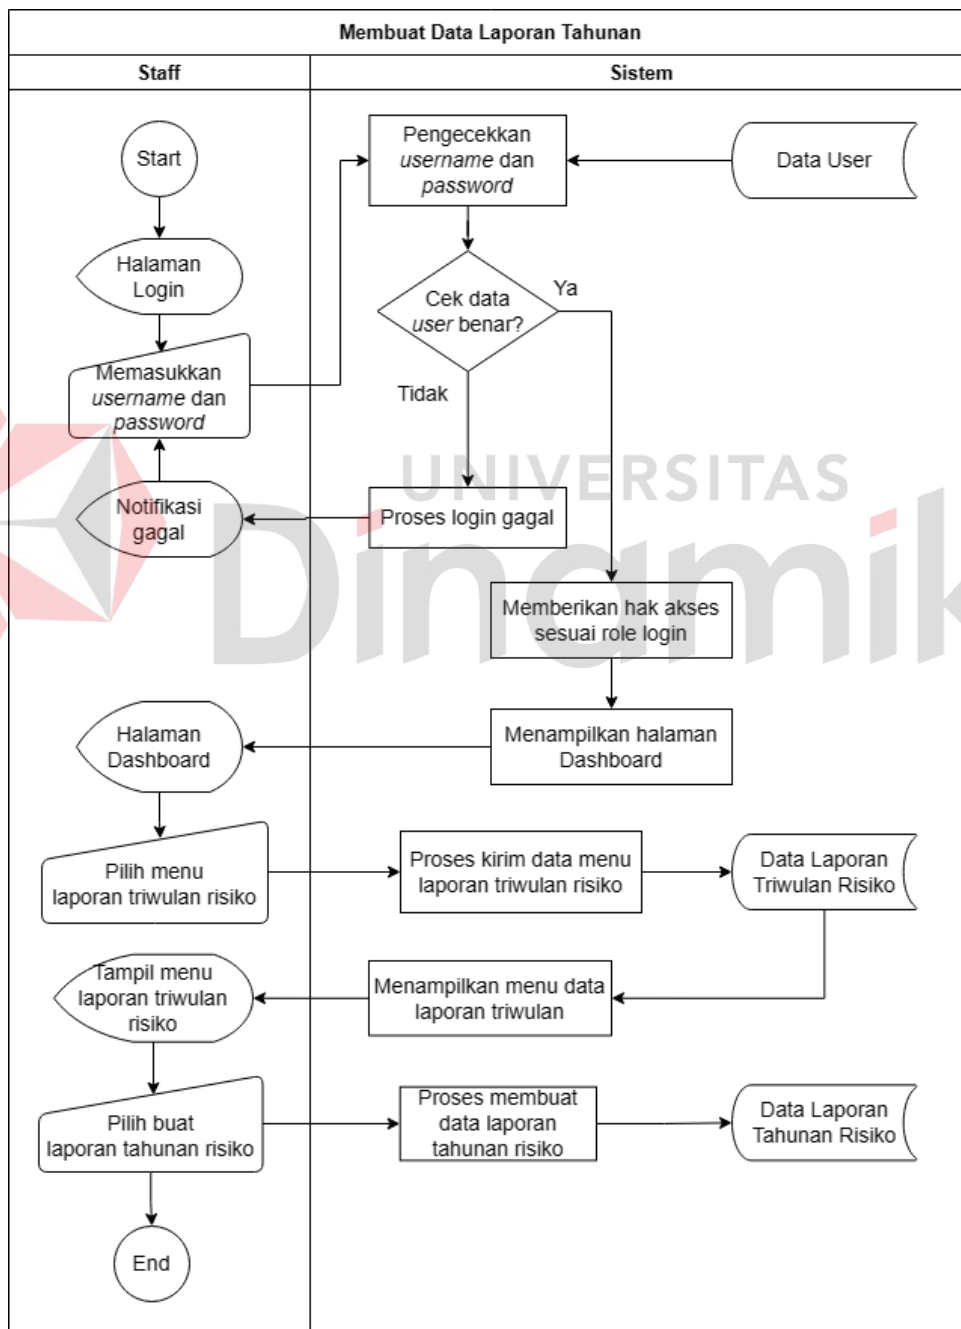 Membuat Data Laporan Tahunan
Staff
Sistem
Start
Pengecekkan
username dan
password
Data User
Halaman
Login
Cek data
user benar?
Ya
Tidak
Memasukkan
username dan
password
Notifikasi
gagal
Proses login gagal
UNIVERSITAS
Dinamik
Memberikan hak akses
sesuai role login
Halaman
Dashboard
Menampilkan halaman
Dashboard
Pilih menu
laporan triwulan risiko
Proses kirim data menu
laporan triwulan risiko
Data Laporan
Triwulan Risiko
Tampil menu
laporan triwulan
risiko
Menampilkan menu data
laporan triwulan
Pilih buat
laporan tahunan risiko
Proses membuat
data laporan
tahunan risiko
Data Laporan
Tahunan Risiko
End